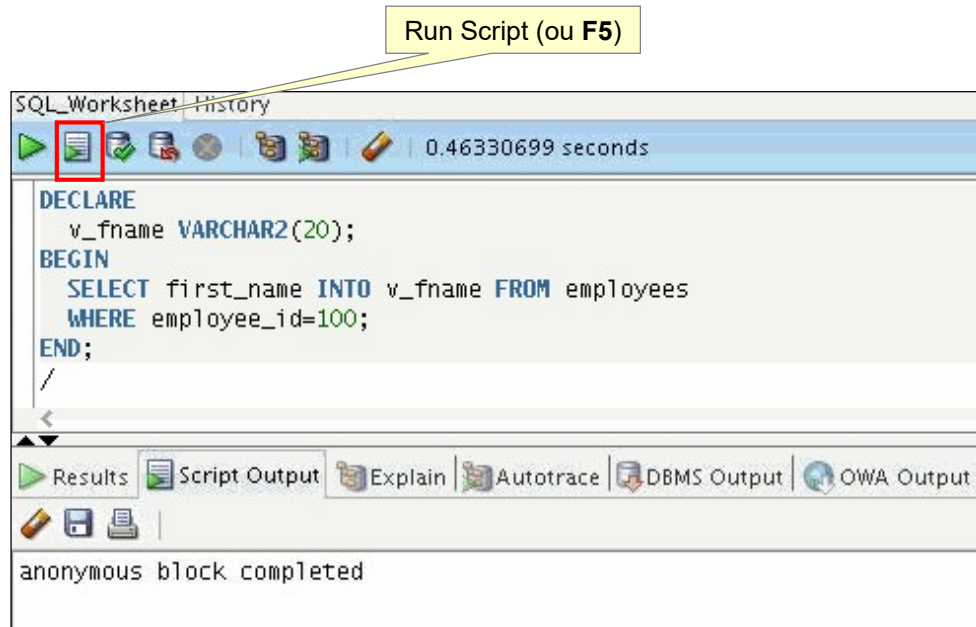 Run Script (ou F5)
SQL_Worksheet History
0.46330699 seconds
DECLARE
v_fname VARCHAR2(20);
BEGIN
SELECT first_name INTO v_fname FROM employees
WHERE employee_id=100;
END;
/
Results Script Output Explain Autotrace DBMS Output OWA Output
anonymous block completed